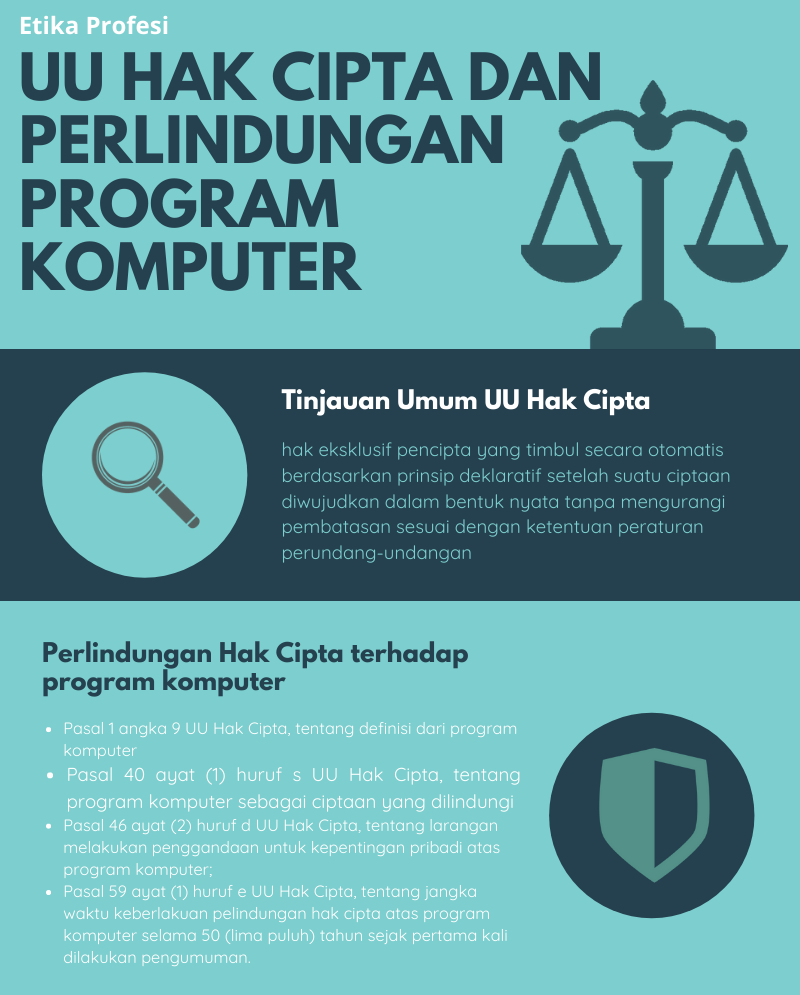 Etika Profesi
UU HAK CIPTA DAN
PERLINDUNGAN
PROGRAM
KOMPUTER
Tinjauan Umum UU Hak Cipta
hak eksklusif pencipta yang timbul secara otomatis
berdasarkan prinsip deklaratif setelah suatu ciptaan
diwujudkan dalam bentuk nyata tanpa mengurangi
pembatasan sesuai dengan ketentuan peraturan
perundang-undangan
Perlindungan Hak Cipta terhadap
program komputer
• Pasal 1 angka 9 UU Hak Cipta, tentang definisi dari program
komputer
• Pasal 40 ayat (1) huruf s UU Hak Cipta, tentang
program komputer sebagai ciptaan yang dilindungi
• Pasal 46 ayat (2) huruf d UU Hak Cipta, tentang larangan
melakukan penggandaan untuk kepentingan pribadi atas
program komputer;
• Pasal 59 ayat (1) huruf e UU Hak Cipta, tentang jangka
waktu keberlakuan pelindungan hak cipta atas program
komputer selama 50 (lima puluh) tahun sejak pertama kali
dilakukan pengumuman.